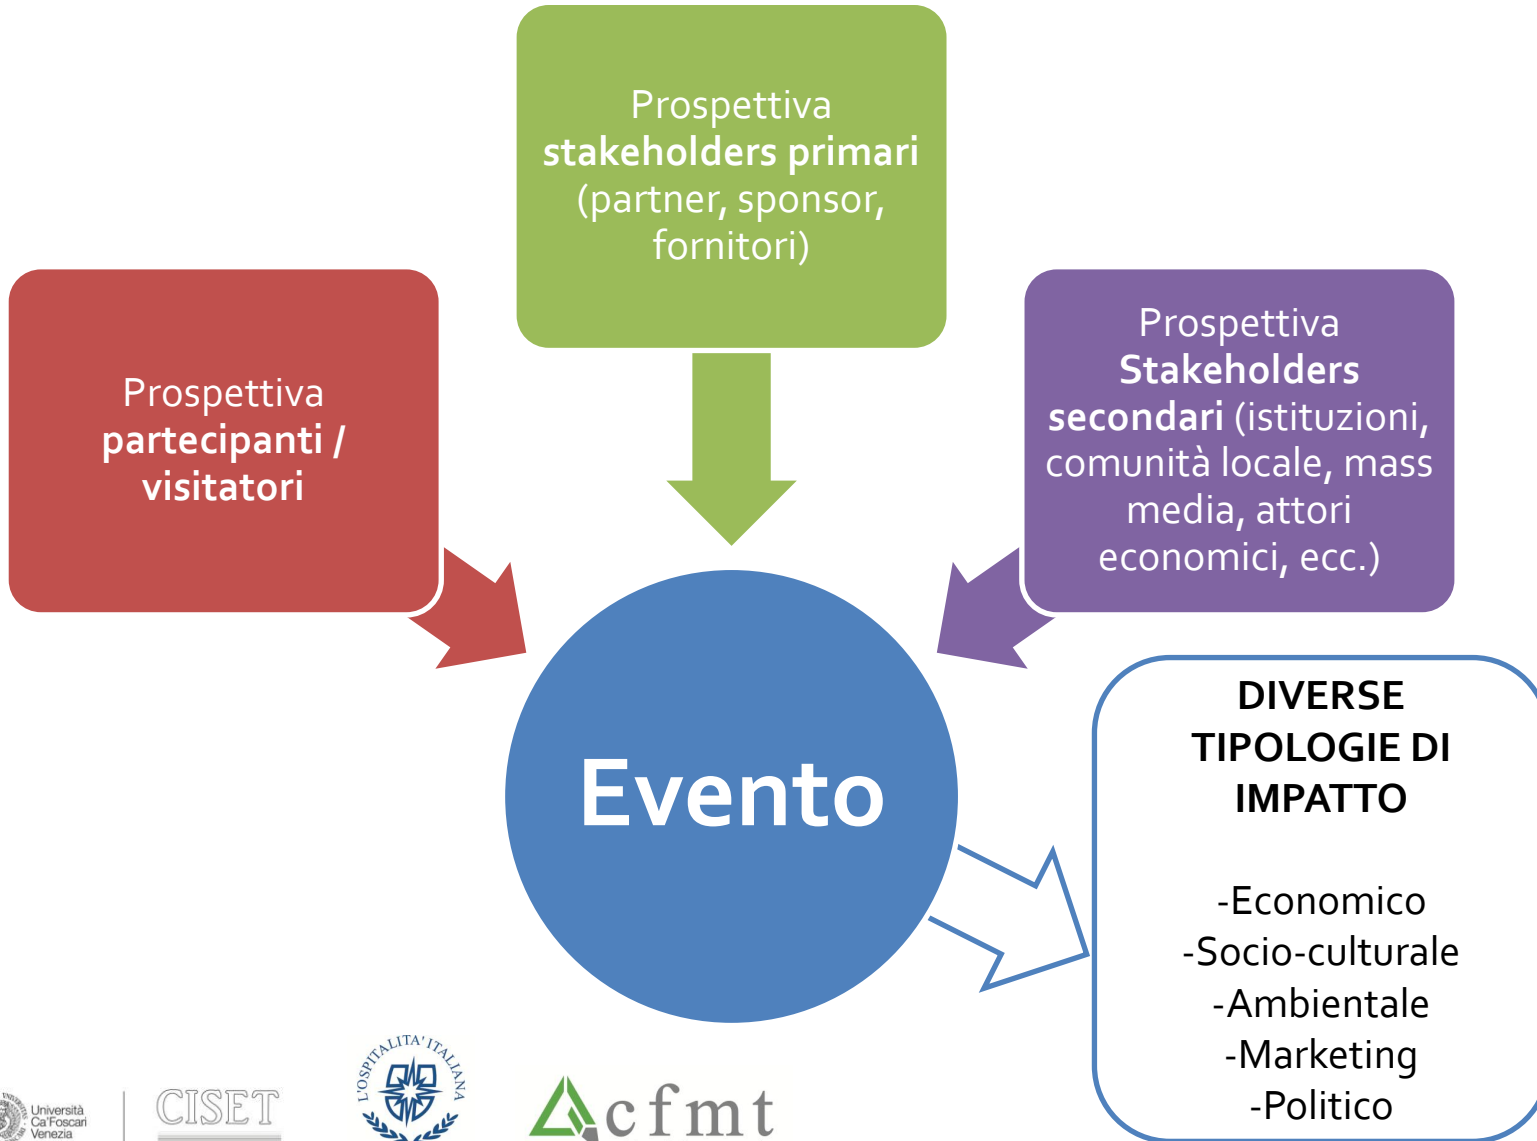 Prospettiva
stakeholders primari
(partner, sponsor,
fornitori)
Prospettiva
partecipanti /
visitatori
Prospettiva
Stakeholders
secondari (istituzioni,
comunità locale, mass
media, attori
economici, ecc.)
Evento
DIVERSE
TIPOLOGIE DI
IMPATTO
-Economico
-Socio-culturale
-Ambientale
-Marketing
-Politico
Università
Ca'Foscari
Venezia
CISET
L'OSPITALITA' ITALIANA
cfmt